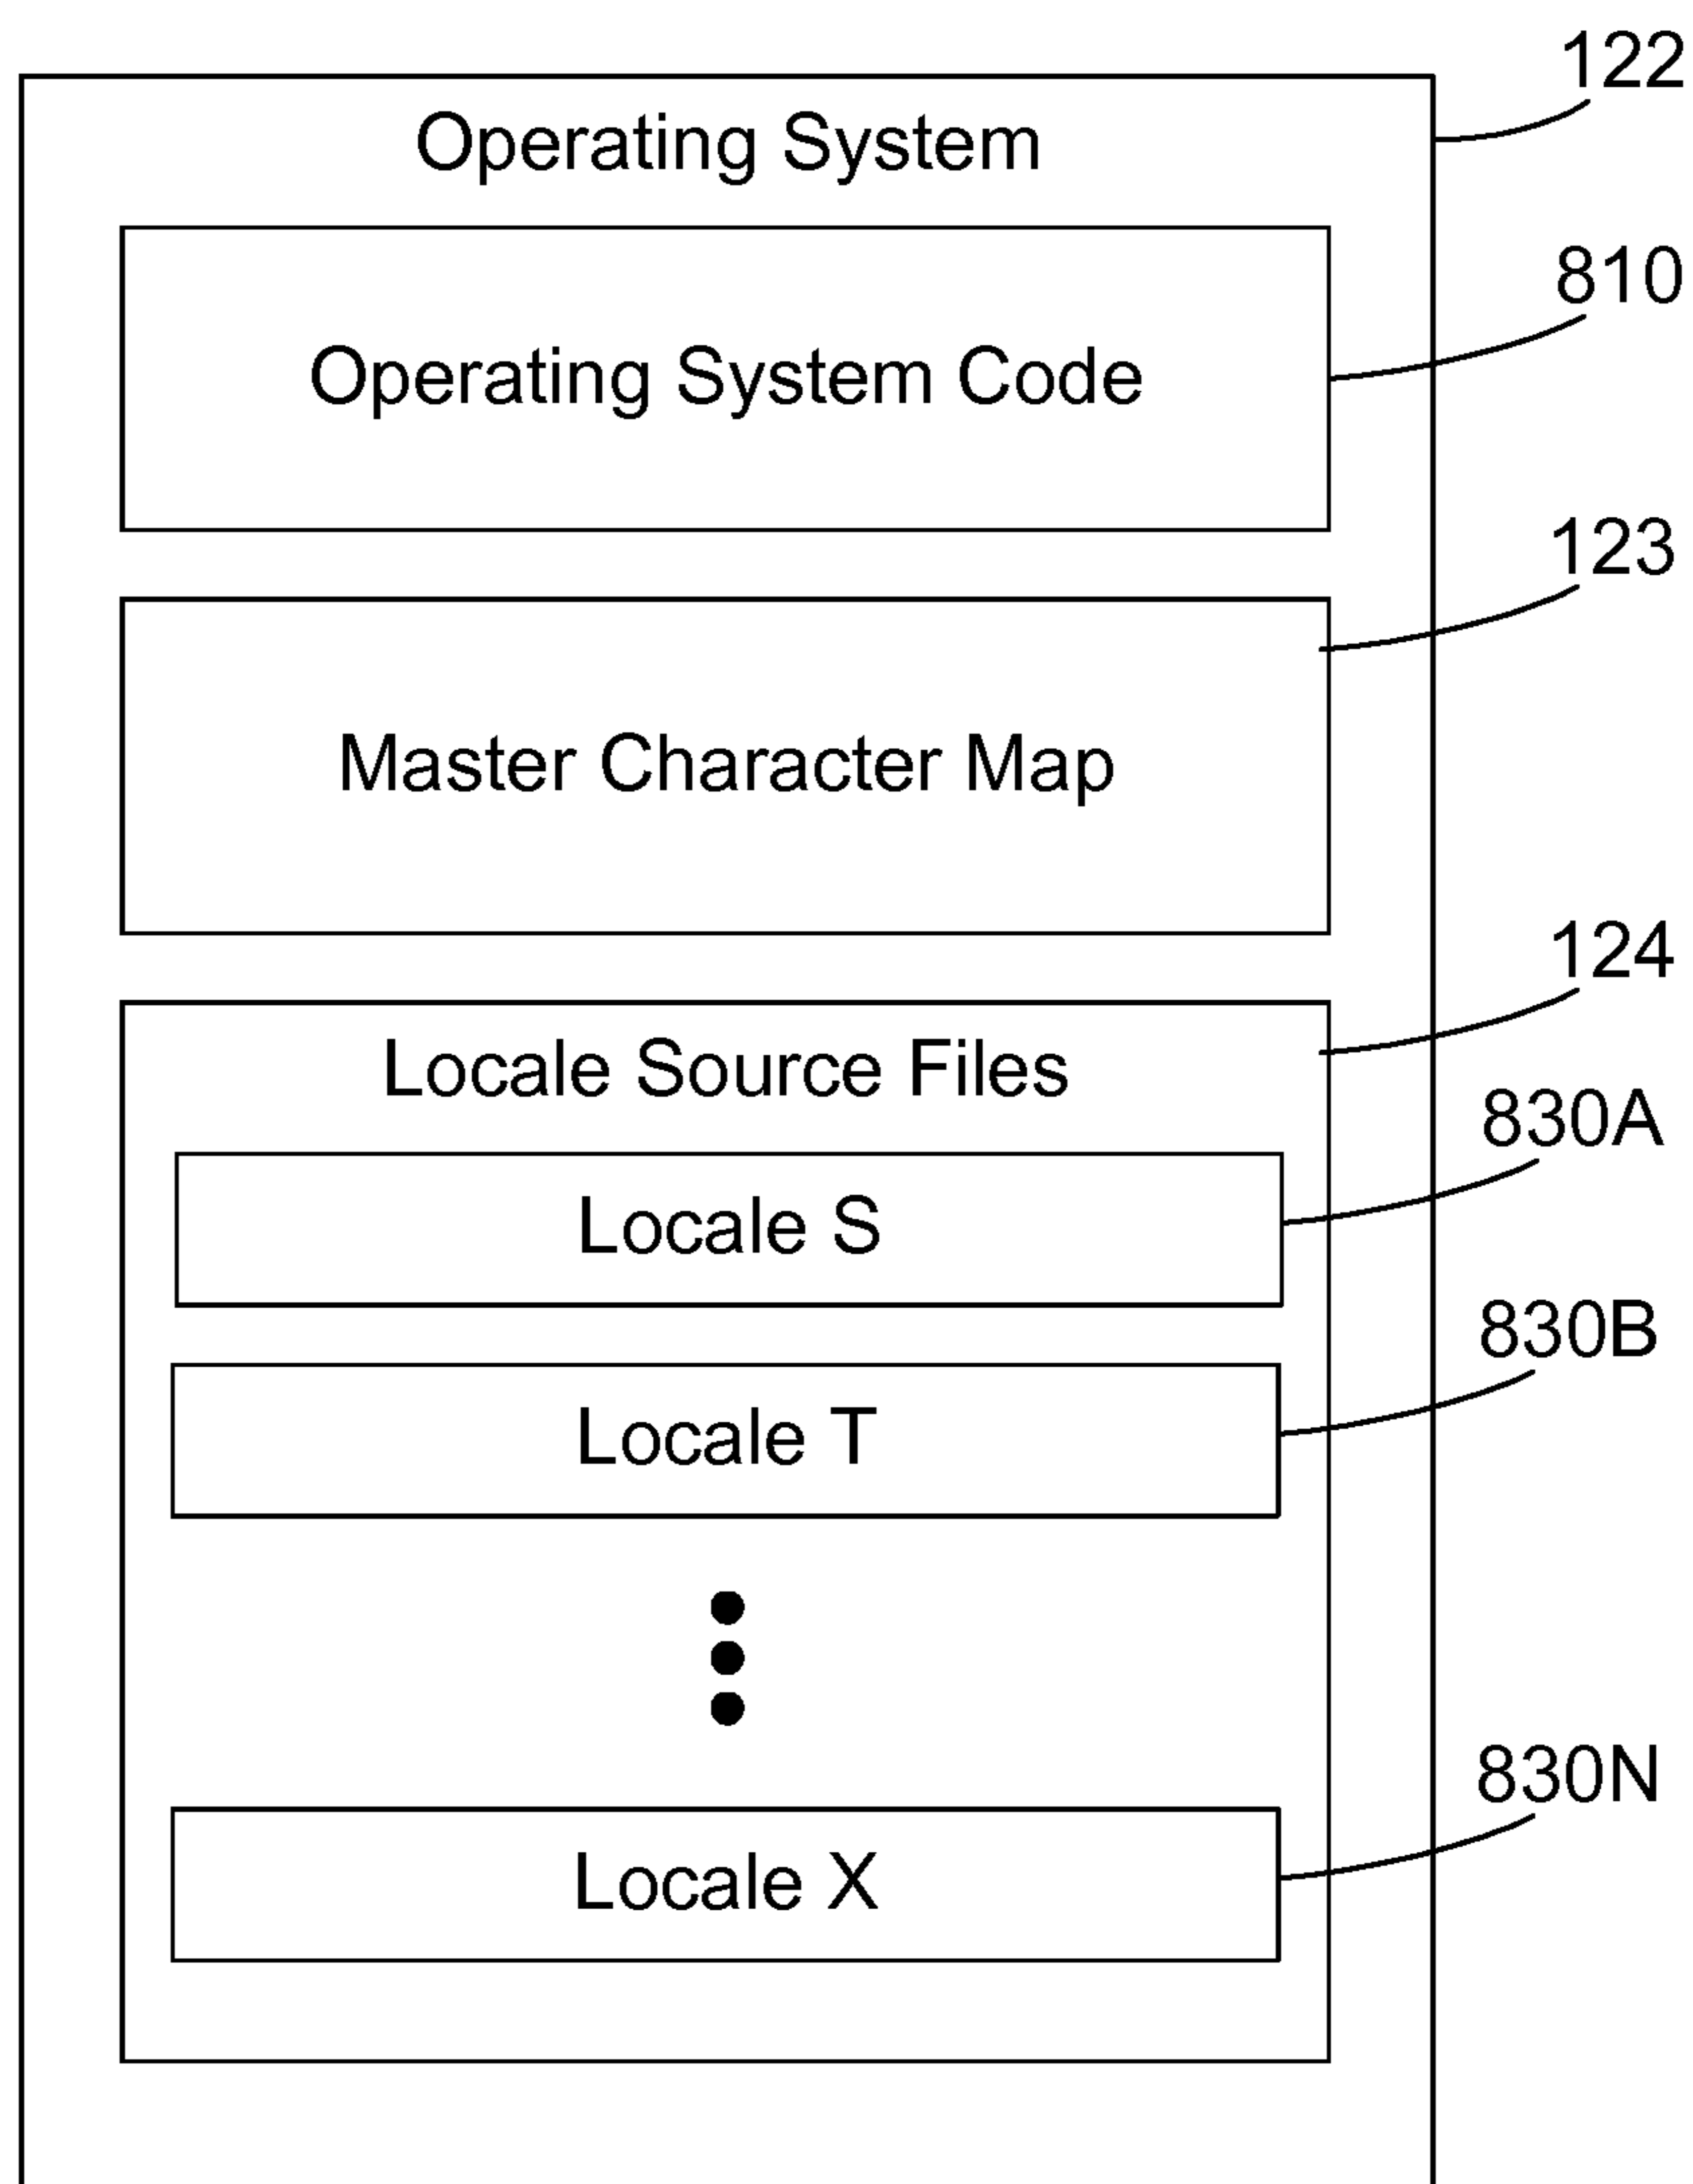 122
Operating System
810
Operating System Code
123
Master Character Map
124
Locale Source Files
830A
Locale S
830B
Locale T
830N
Locale X